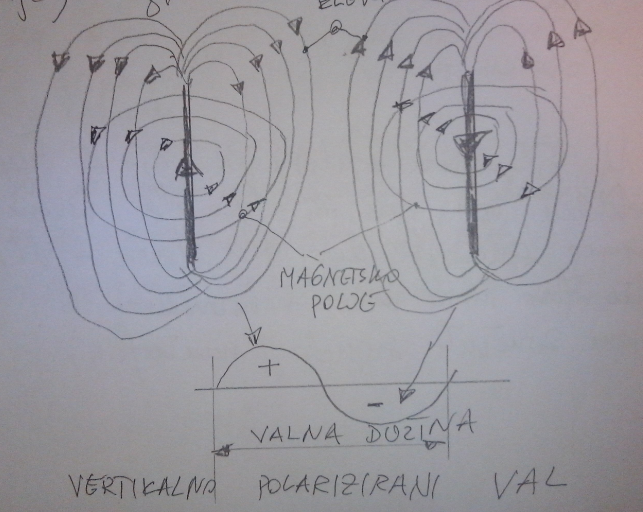 MAGNETSKO
POLJE
+
-
VALNA DUŽINA
VERTIKALNO POLARIZIRANI VAL